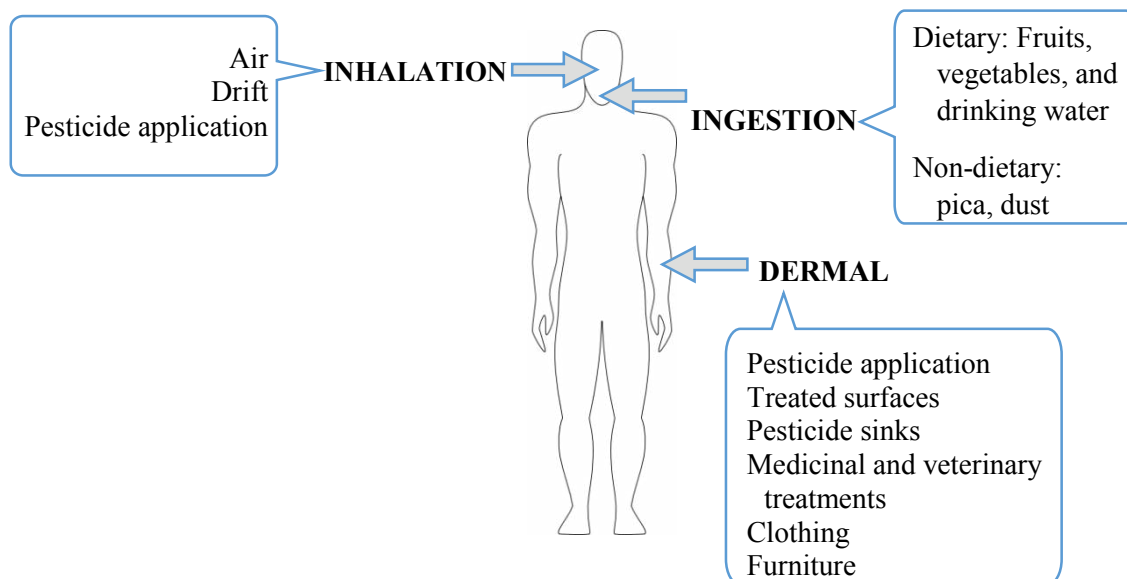 Air
Drift
Pesticide application
INHALATION
INGESTION
Dietary: Fruits,
vegetables, and
drinking water
Non-dietary:
pica, dust
DERMAL
Pesticide application
Treated surfaces
Pesticide sinks
Medicinal and veterinary
treatments
Clothing
Furniture